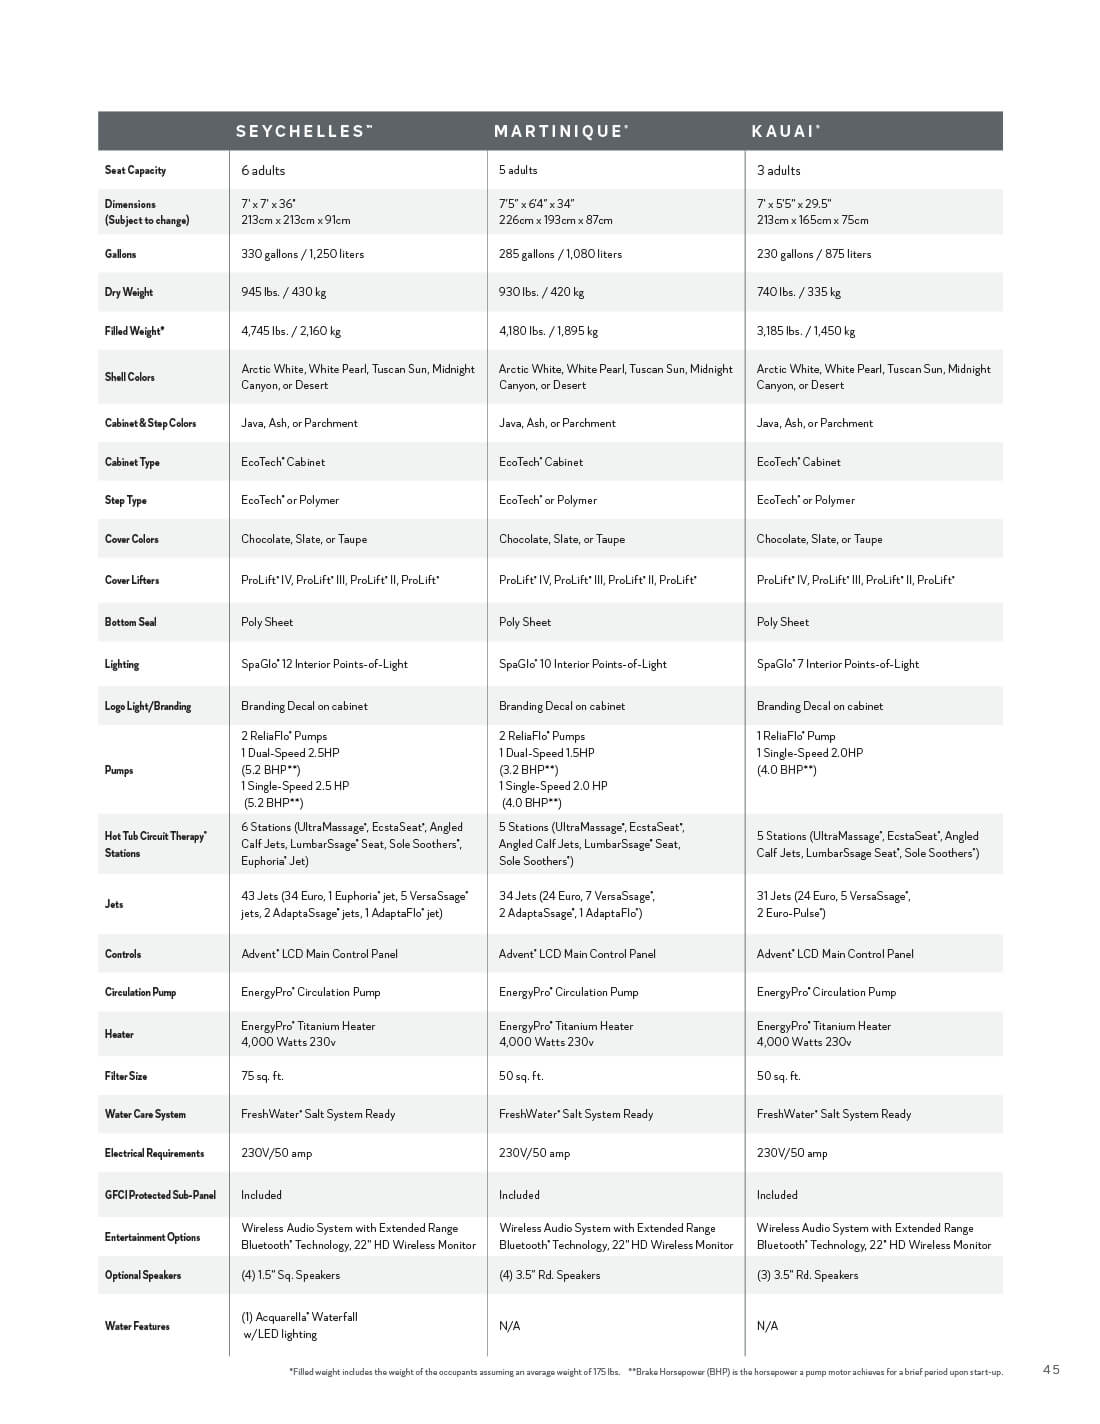 SEYCHELLES™ MARTINIQUE® KAUAI®
Seat Capacity 6 adults 5 adults 3 adults
Dimensions 7' x 7' x 36" 7'5" x 6'4" x 34" 7' x 5'5" x 29.5"
(Subject to change) 213cm x 213cm x 91cm 226cm x 193cm x 87cm 213cm x 165cm x 75cm
Gallons 330 gallons / 1,250 liters 285 gallons / 1,080 liters 230 gallons / 875 liters
Dry Weight 945 lbs. / 430 kg 930 lbs. / 420 kg 740 lbs. / 335 kg
Filled Weight* 4,745 lbs. / 2,160 kg 4,180 lbs. / 1,895 kg 3,185 lbs. / 1,450 kg
Shell Colors
Arctic White, White Pearl, Tuscan Sun, Midnight
Canyon, or Desert
Arctic White, White Pearl, Tuscan Sun, Midnight
Canyon, or Desert
Arctic White, White Pearl, Tuscan Sun, Midnight
Canyon, or Desert
Cabinet & Step Colors Java, Ash, or Parchment Java, Ash, or Parchment Java, Ash, or Parchment
Cabinet Type EcoTech® Cabinet EcoTech® Cabinet EcoTech® Cabinet
Step Type EcoTech® or Polymer EcoTech® or Polymer EcoTech® or Polymer
Cover Colors Chocolate, Slate, or Taupe Chocolate, Slate, or Taupe Chocolate, Slate, or Taupe
Cover Lifters ProLift® IV, ProLift® III, ProLift® II, ProLift® ProLift® IV, ProLift® III, ProLift® II, ProLift® ProLift® IV, ProLift® III, ProLift® II, ProLift®
Bottom Seal Poly Sheet Poly Sheet Poly Sheet
Lighting SpaGlo® 12 Interior Points-of-Light SpaGlo® 10 Interior Points-of-Light SpaGlo® 7 Interior Points-of-Light
Logo Light/Branding Branding Decal on cabinet Branding Decal on cabinet Branding Decal on cabinet
Pumps
2 ReliaFlo® Pumps
1 Dual-Speed 2.5HP
(5.2 BHP**)
1 Single-Speed 2.5 HP
(5.2 BHP**)
2 ReliaFlo® Pumps
1 Dual-Speed 1.5HP
(3.2 BHP**)
1 Single-Speed 2.0 HP
(4.0 BHP**)
1 ReliaFlo® Pump
1 Single-Speed 2.0HP
(4.0 BHP**)
Hot Tub Circuit Therapy®
Stations
6 Stations (UltraMassage®, EcstaSeat®, Angled
Calf Jets, LumbarSsage® Seat, Sole Soothers®,
Euphoria® Jet)
5 Stations (UltraMassage®, EcstaSeat®,
Angled Calf Jets, LumbarSsage® Seat,
Sole Soothers®)
5 Stations (UltraMassage®, EcstaSeat®, Angled
Calf Jets, LumbarSsage Seat®, Sole Soothers®)
Jets
43 Jets (34 Euro, 1 Euphoria® jet, 5 VersaSsage®
jets, 2 AdaptaSsage® jets, 1 AdaptaFlo® jet)
34 Jets (24 Euro, 7 VersaSsage®,
2 AdaptaSsage®, 1 AdaptaFlo®)
31 Jets (24 Euro, 5 VersaSsage®,
2 Euro-Pulse®)
Controls Advent® LCD Main Control Panel Advent® LCD Main Control Panel Advent® LCD Main Control Panel
Circulation Pump EnergyPro® Circulation Pump EnergyPro® Circulation Pump EnergyPro® Circulation Pump
Heater
EnergyPro® Titanium Heater
4,000 Watts 230v
EnergyPro® Titanium Heater
4,000 Watts 230v
EnergyPro® Titanium Heater
4,000 Watts 230v
Filter Size 75 sq. ft. 50 sq. ft. 50 sq. ft.
Water Care System FreshWater® Salt System Ready FreshWater® Salt System Ready FreshWater® Salt System Ready
Electrical Requirements 230V/50 amp 230V/50 amp 230V/50 amp
GFCI Protected Sub-Panel Included Included Included
Entertainment Options
Wireless Audio System with Extended Range
Bluetooth® Technology, 22" HD Wireless Monitor
Wireless Audio System with Extended Range
Bluetooth® Technology, 22" HD Wireless Monitor
Wireless Audio System with Extended Range
Bluetooth® Technology, 22" HD Wireless Monitor
Optional Speakers (4) 1.5" Sq. Speakers (4) 3.5" Rd. Speakers (3) 3.5" Rd. Speakers
Water Features
(1) Acquarella® Waterfall
w/LED lighting
N/A
N/A
*Filled weight includes the weight of the occupants assuming an average weight of 175 lbs. **Brake Horsepower (BHP) is the horsepower a pump motor achieves for a brief period upon start-up.
45